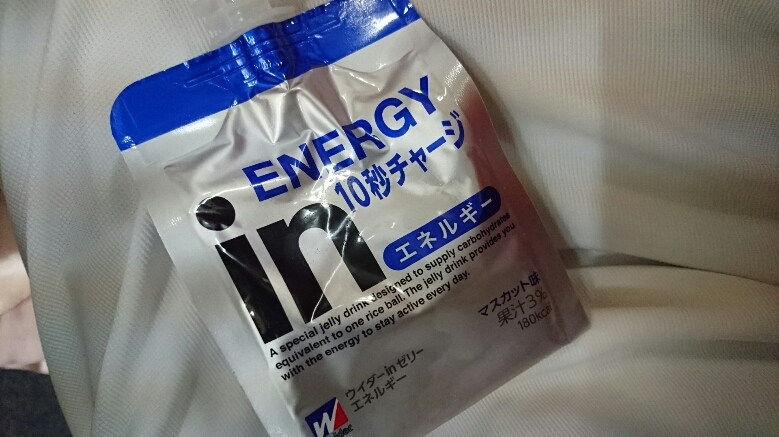 ENERGY
10秒チャージ
in
エネルギー
A special jelly drink designed to supply carbohydrates
equivalent to one rice ball. The jelly drink provides you
with the energy to stay active every day.
マスカット味
果汁3%
180kcal
ウイダーinゼリー
エネルギー
W